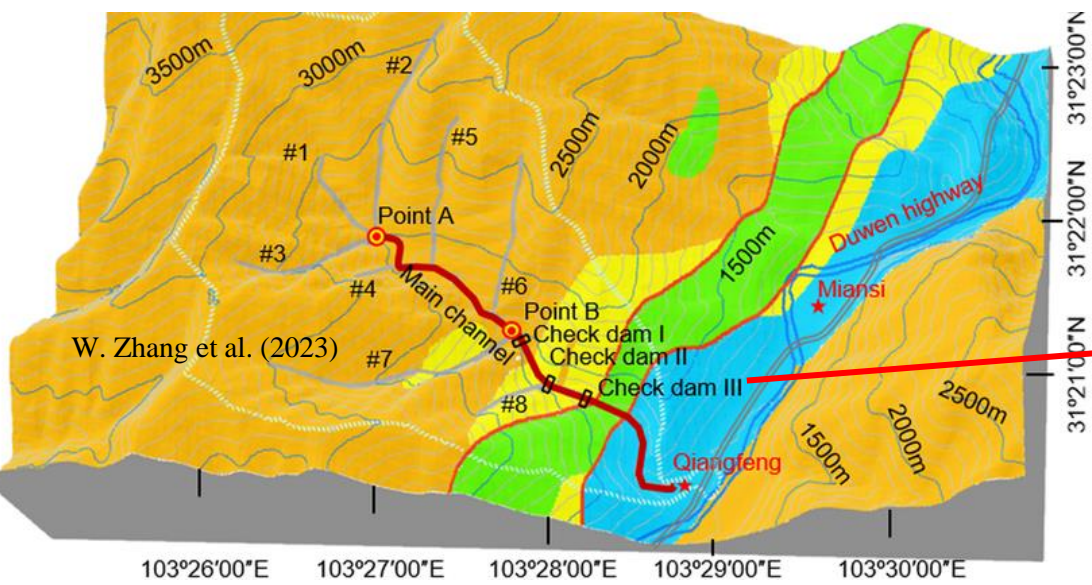 3500m
3000m
#2
#5
#1
2500m
2000m
Point A
#3
#4
Main channel
#6
Point B
Check dam I
Check dam II
Check dam III
#7
#8
W. Zhang et al. (2023)
1500m
Duwen highway
Miansi
Qiangfeng
1500m
2000m
2500m
31°23'00"N
31°22'00"N
31°21'00"N
103°26'00"E
103°27'00"E
103°28'00"E
103°29'00"E
103°30'00"E